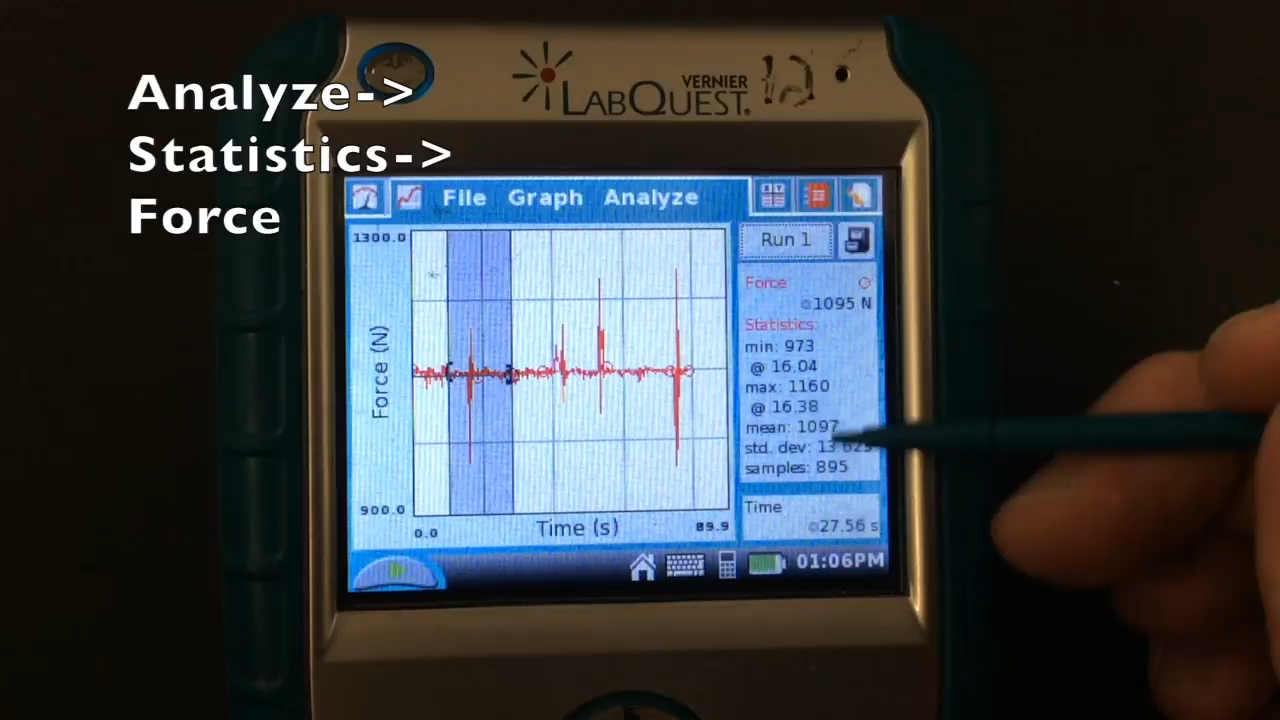 Analyze->
Statistics->
Force
VERNIER
LABQUEST®
12
File Graph Analyze
Run 1
1300.0
Force (N)
900.0
0.0
Time (s)
89.9
Force
1095 N
Statistics:
min: 973
@ 16.04
max: 1160
@ 16.38
mean: 1097
std. dev:
samples: 895
Time
27.56 s
01:06PM